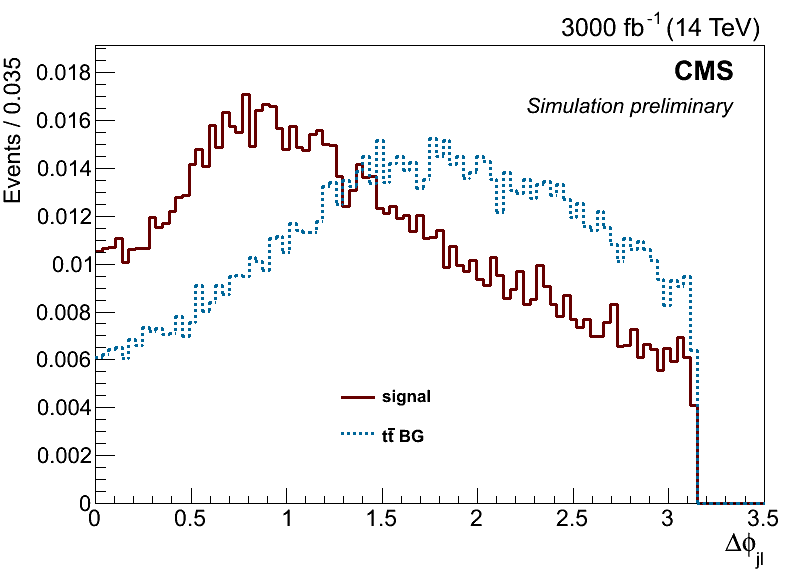 3000 fb⁻¹ (14 TeV)
CMS
Simulation preliminary
Events / 0.035
0.018
0.016
0.014
0.012
0.01
0.008
0.006
0.004
0.002
0
signal
tt̅ BG
0 0.5 1 1.5 2 2.5 3 3.5
Δϕjl